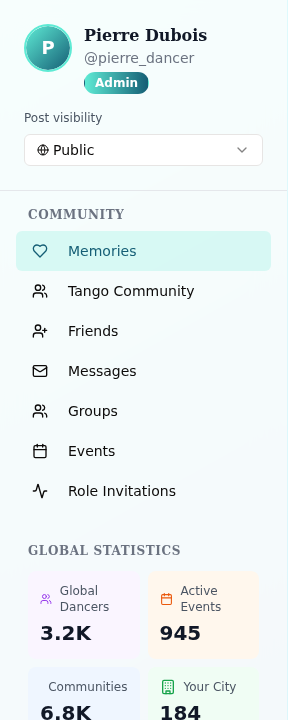 P
Pierre Dubois
@pierre_dancer
Admin
Post visibility
Public
COMMUNITY
Memories
Tango Community
Friends
Messages
Groups
Events
Role Invitations
GLOBAL STATISTICS
Global
Dancers
3.2K
Active
Events
945
Communities
6.8K
Your City
184